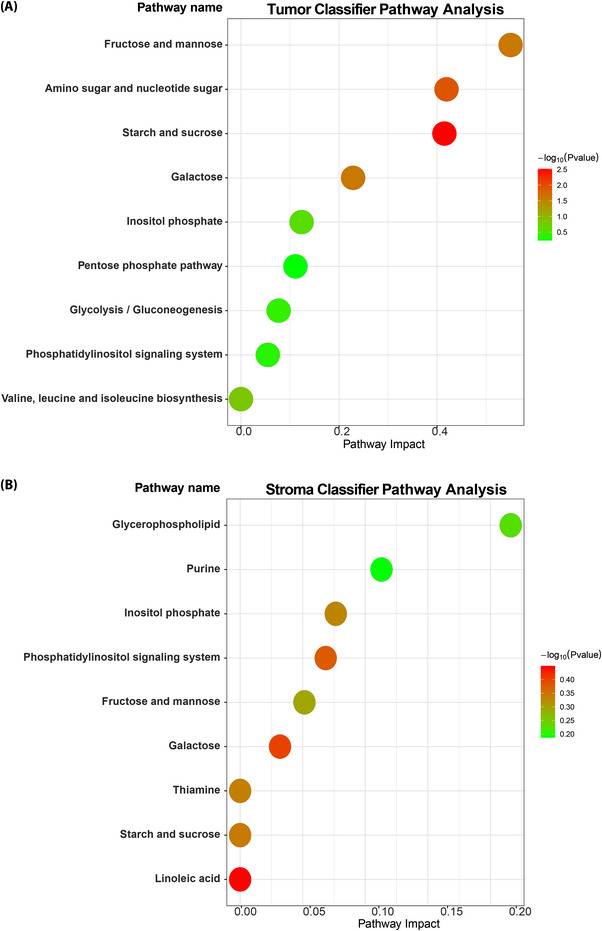 (A)
Pathway name
Tumor Classifier Pathway Analysis
Fructose and mannose
Amino sugar and nucleotide sugar
Starch and sucrose
Galactose
Inositol phosphate
Pentose phosphate pathway
Glycolysis / Gluconeogenesis
Phosphatidylinositol signaling system
Valine, leucine and isoleucine biosynthesis
0.0 0.2 0.4
Pathway Impact
−log10(Pvalue)
2.5
2.0
1.5
1.0
0.5
(B)
Pathway name
Stroma Classifier Pathway Analysis
Glycerophospholipid
Purine
Inositol phosphate
Phosphatidylinositol signaling system
Fructose and mannose
Galactose
Thiamine
Starch and sucrose
Linoleic acid
0.00 0.05 0.10 0.15 0.20
Pathway Impact
−log10(Pvalue)
0.40
0.35
0.30
0.25
0.20